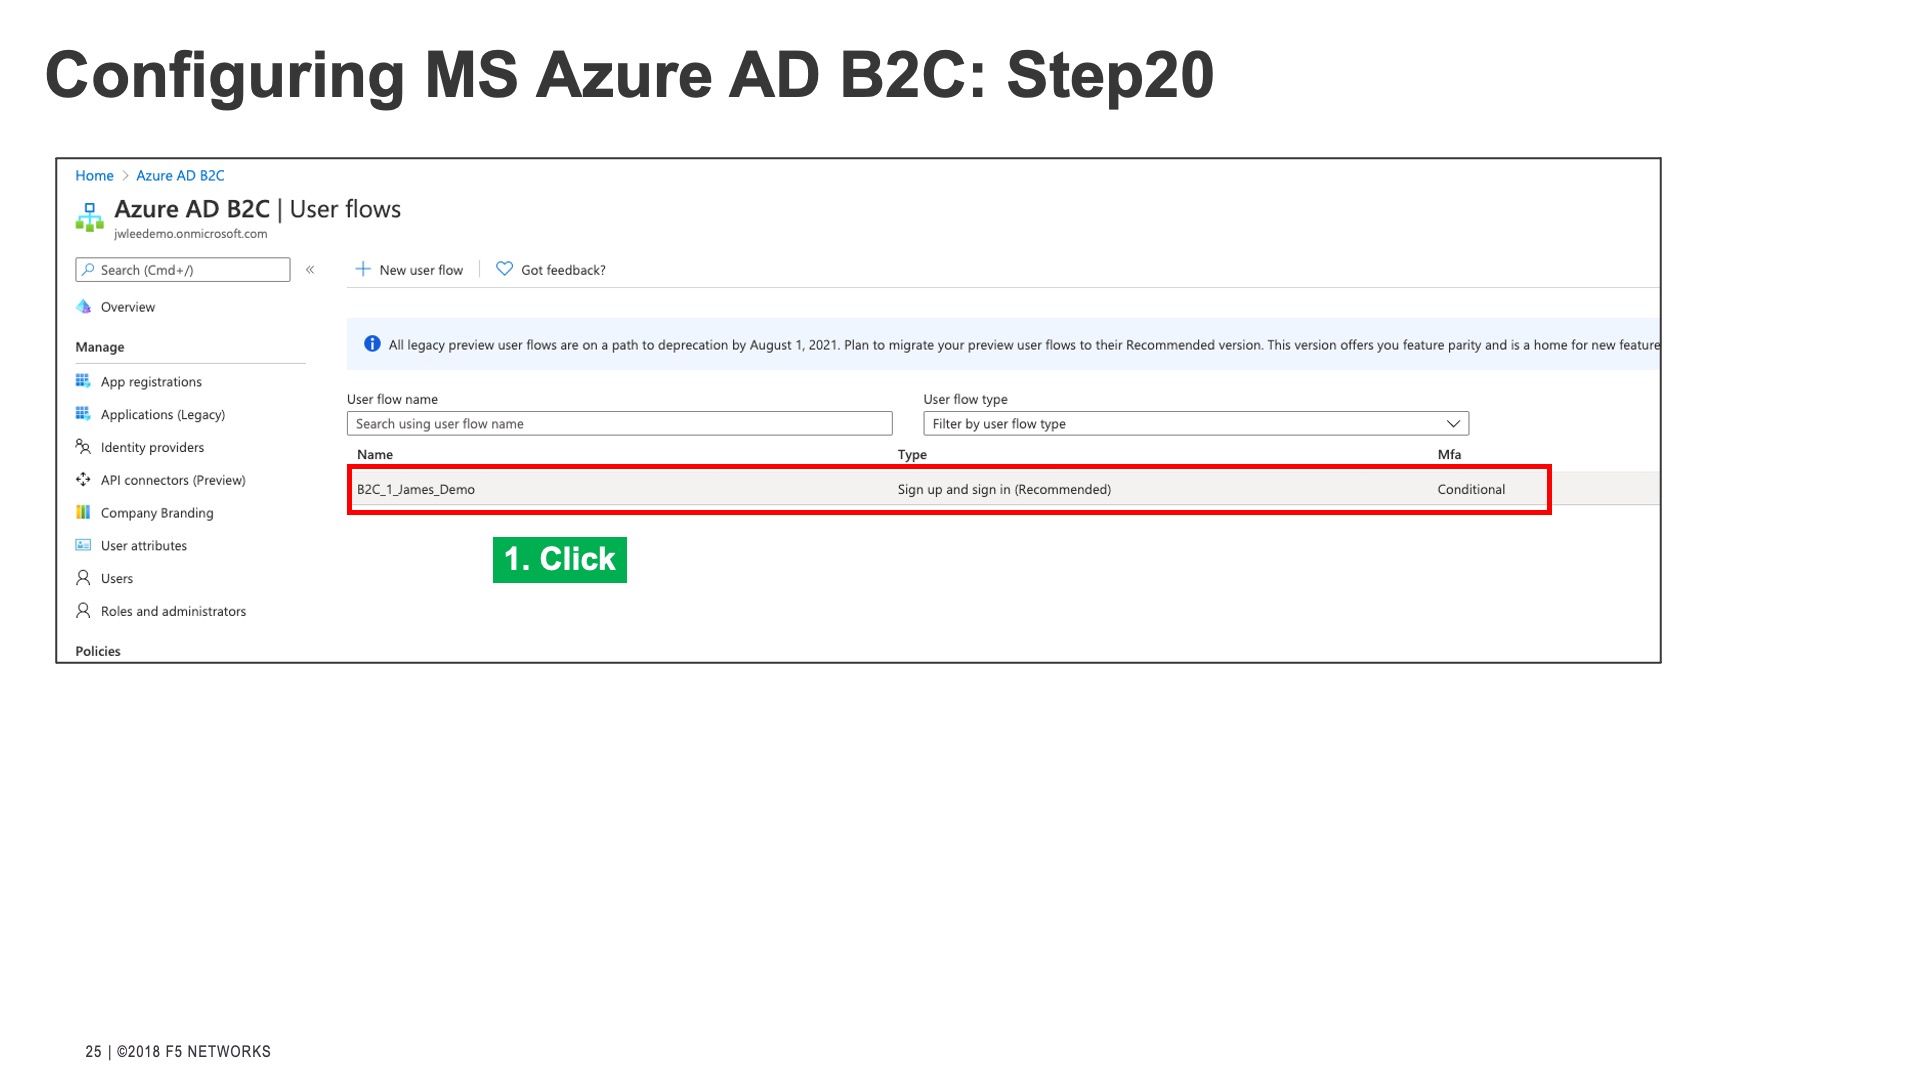 Configuring MS Azure AD B2C: Step20
Home > Azure AD B2C
Azure AD B2C | User flows
jwleedemo.onmicrosoft.com
Search (Cmd+/)
«
New user flow
Got feedback?
Overview
Manage
App registrations
Applications (Legacy)
Identity providers
API connectors (Preview)
Company Branding
User attributes
Users
Roles and administrators
Policies
All legacy preview user flows are on a path to deprecation by August 1, 2021. Plan to migrate your preview user flows to their Recommended version. This version offers you feature parity and is a home for new feature
User flow name
Search using user flow name
User flow type
Filter by user flow type
Name Type Mfa
B2C_1_James_Demo Sign up and sign in (Recommended) Conditional
1. Click
25 | ©2018 F5 NETWORKS